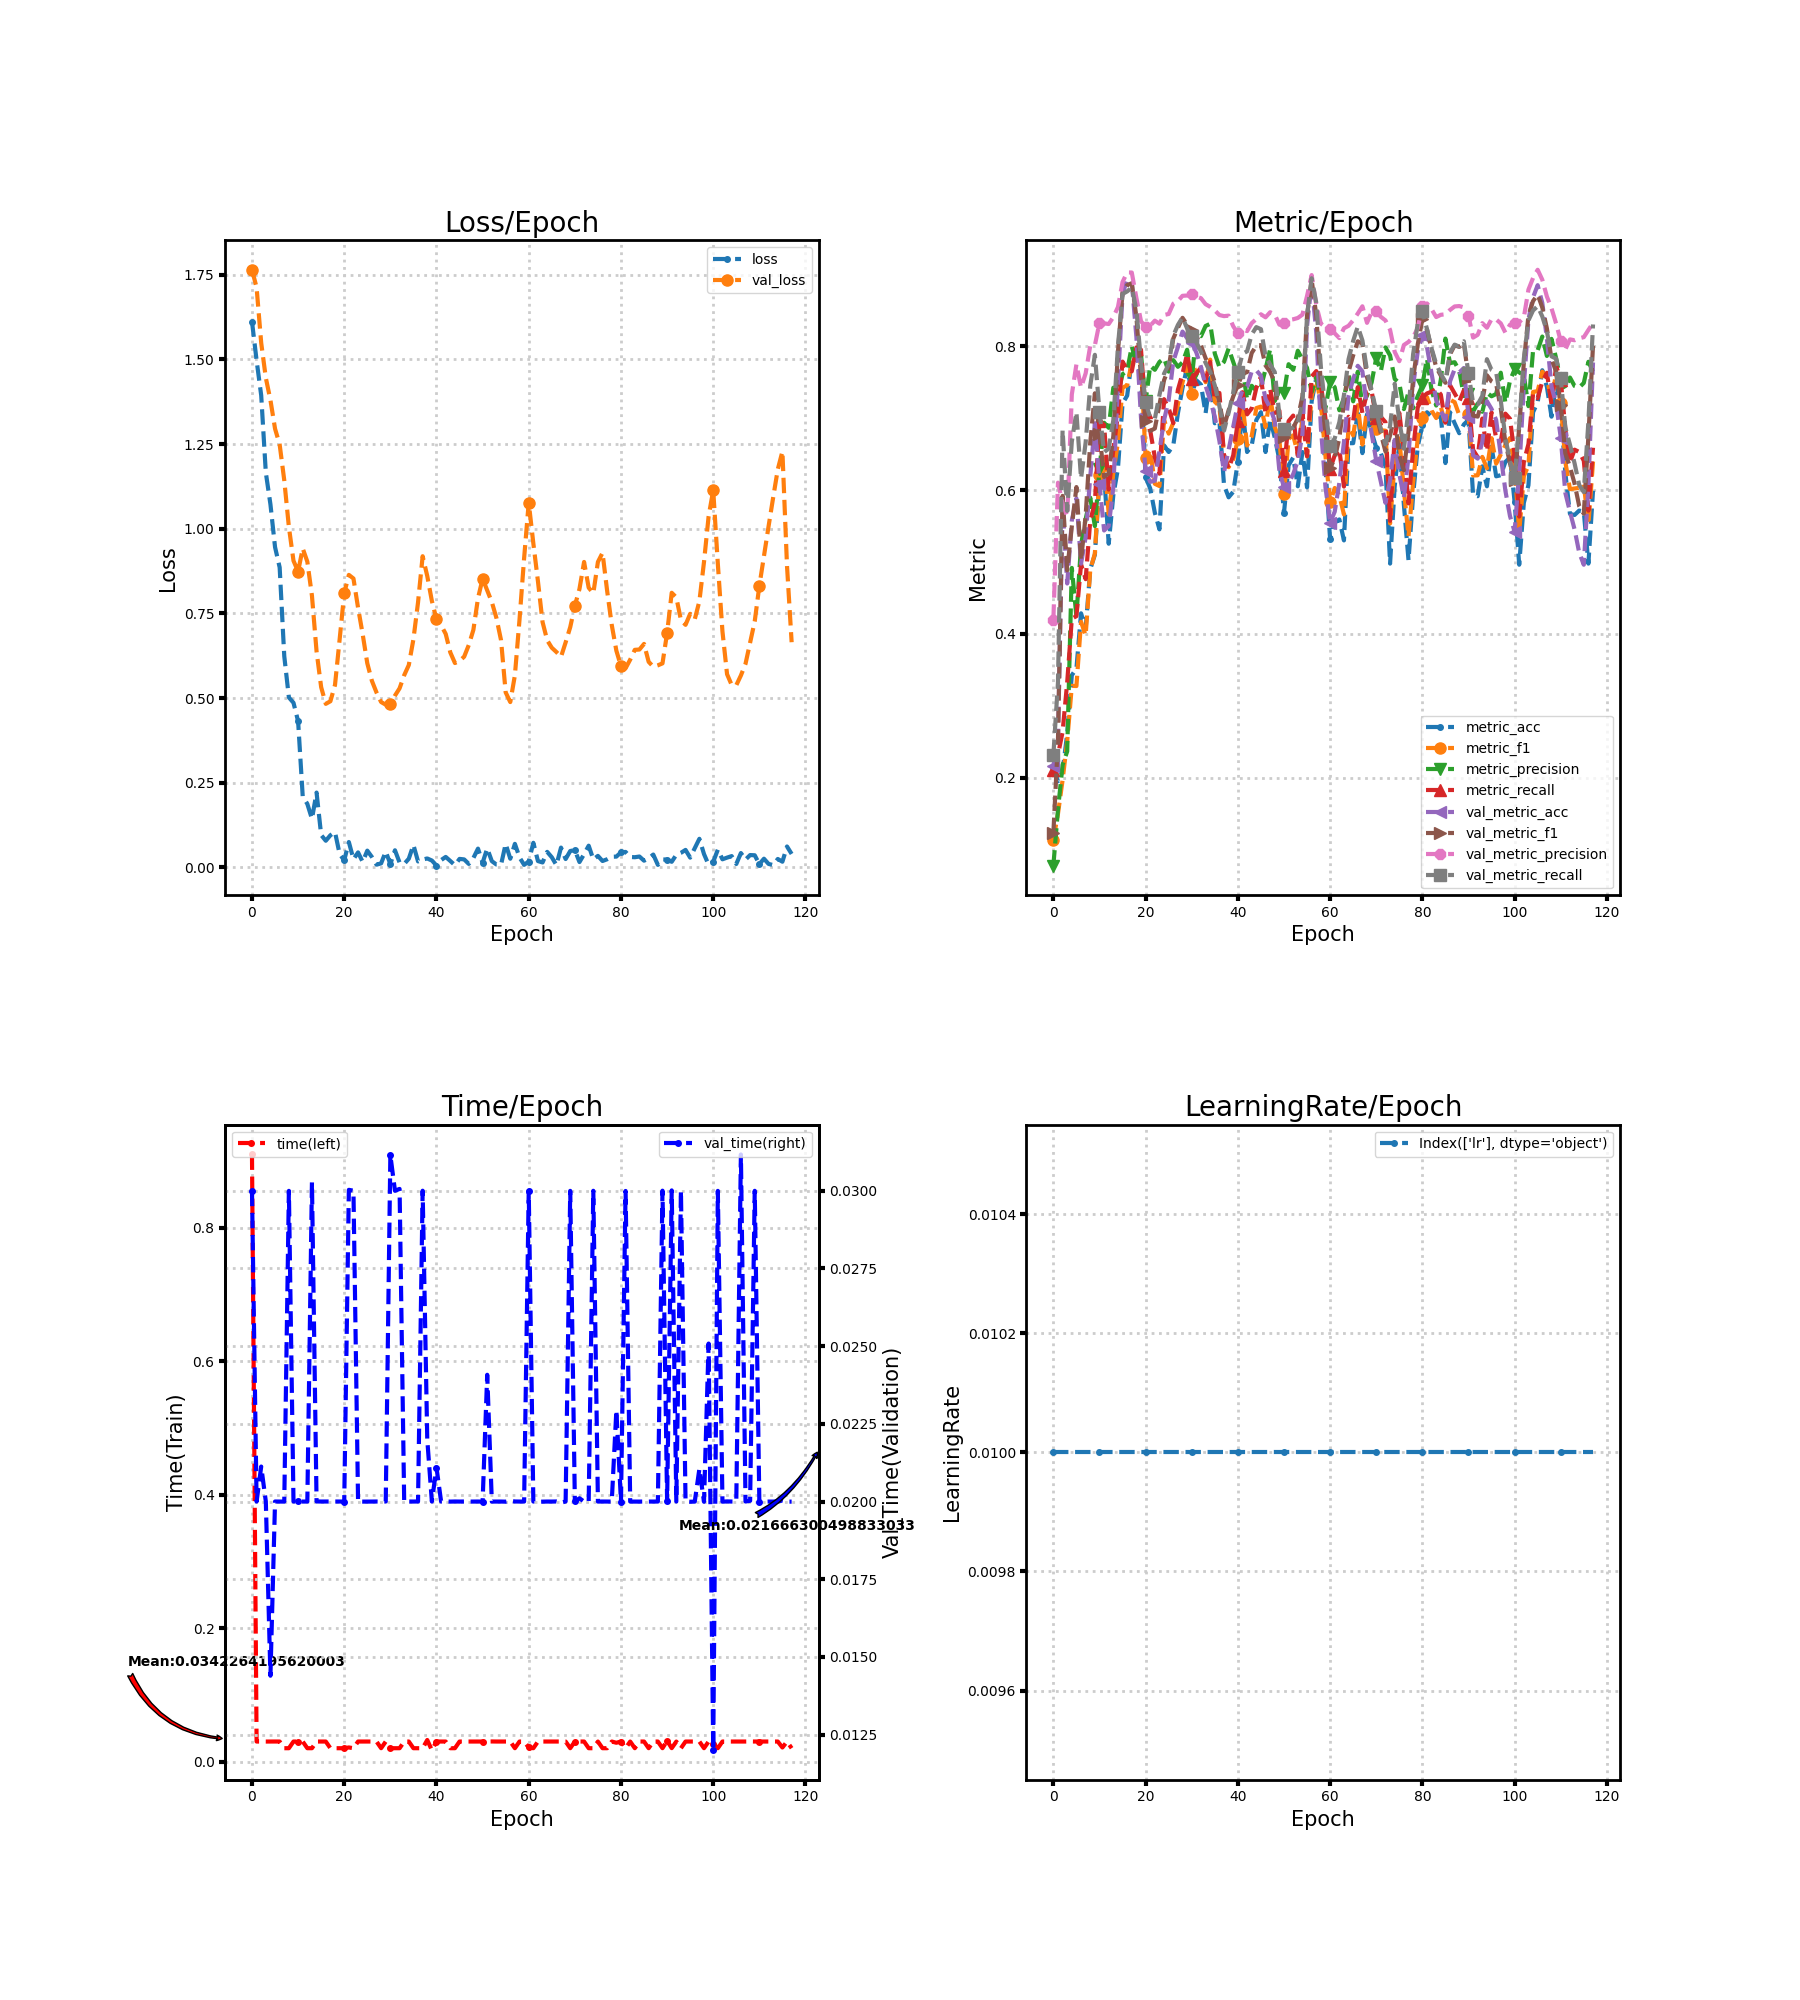 Loss/Epoch
loss
val_loss
1.75
1.50
1.25
1.00
0.75
0.50
0.25
0.00
Loss
0
20
40
60
80
100
120
Epoch
Metric/Epoch
0.8
0.6
0.4
0.2
Metric
metric_acc
metric_f1
metric_precision
metric_recall
val_metric_acc
val_metric_f1
val_metric_precision
val_metric_recall
0
20
40
60
80
100
120
Epoch
Time/Epoch
time(left)
val_time(right)
0.8
0.6
0.4
0.2
0.0
Time(Train)
0.0300
0.0275
0.0250
0.0225
0.0200
0.0175
0.0150
0.0125
Val_Time(Validation)
Mean:0.021666300498833033
Mean:0.0342264195620003
0
20
40
60
80
100
120
Epoch
LearningRate/Epoch
Index(['lr'], dtype='object')
0.0104
0.0102
0.0100
0.0098
0.0096
LearningRate
0
20
40
60
80
100
120
Epoch